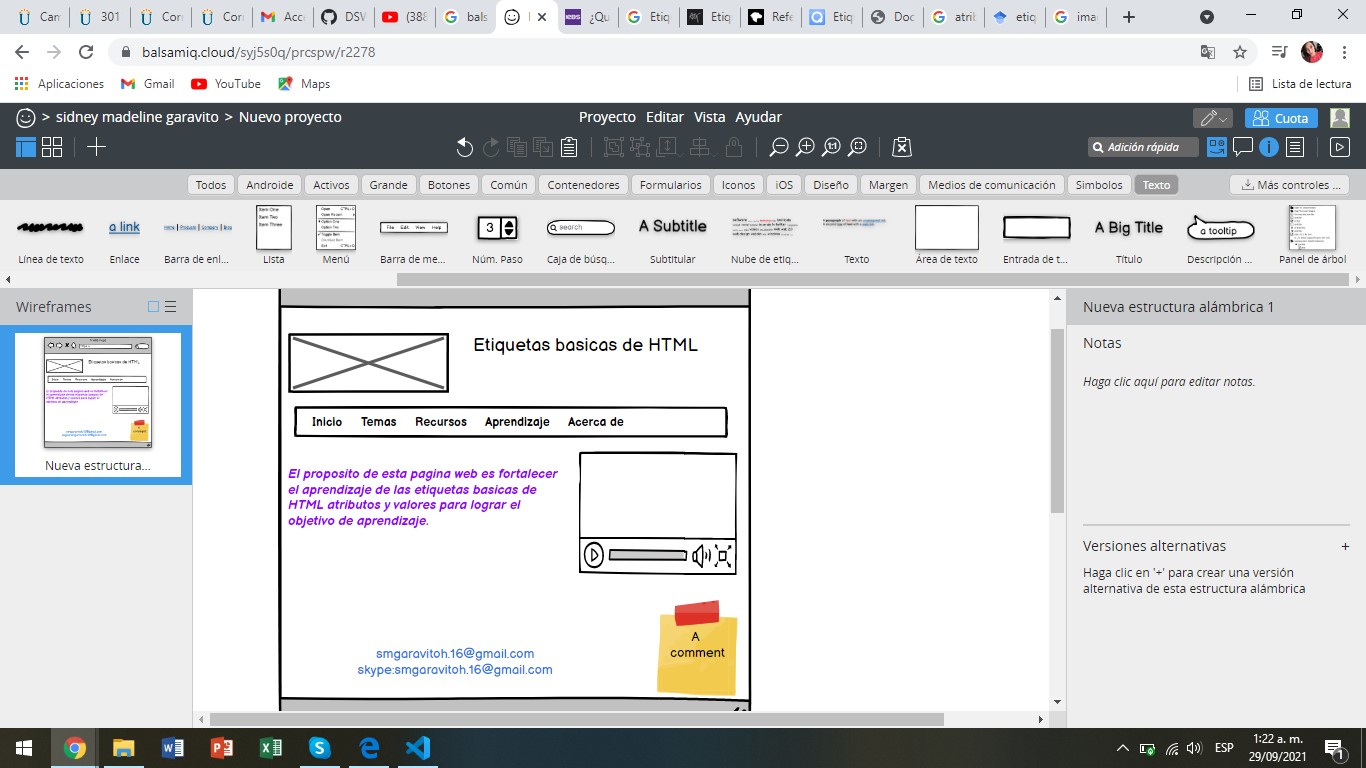 Can
301
Cor
Cor
Acc
DSW
(38
bals
¿Qu
Etiq
Etiq
Refe
Etiq
Doc
atrib
etiq
ima
balsamiq.cloud/syj5s0q/prcspw/r2278
Aplicaciones
Gmail
YouTube
Maps
Lista de lectura
> sidney madeline garavito > Nuevo proyecto
Proyecto Editar Vista Ayudar
Cuota
Adición rápida
Todos
Androide
Activos
Grande
Botones
Común
Contenedores
Formularios
Iconos
iOS
Diseño
Margen
Medios de comunicación
Simbolos
Texto
Más controles ...
a link
Item One
Item Two
Item Three
File Edit View Help
3
search
A Subtitle
A Big Title
a tooltip
Línea de texto
Enlace
Barra de enl...
Lista
Menú
Barra de me...
Núm. Paso
Caja de búsq...
Subtitular
Nube de etiq...
Texto
Área de texto
Entrada de t...
Título
Descripción ...
Panel de árbol
Wireframes
Nueva estructura...
Etiquetas basicas de HTML
Inicio Temas Recursos Aprendizaje Acerca de
El proposito de esta pagina web es fortalecer
el aprendizaje de las etiquetas basicas de
HTML atributos y valores para lograr el
objetivo de aprendizaje.
A
comment
smgaravitoh.16@gmail.com
skype:smgaravitoh.16@gmail.com
Nueva estructura alámbrica 1
Notas
Haga clic aquí para editar notas.
Versiones alternativas +
Haga clic en '+' para crear una versión
alternativa de esta estructura alámbrica
ESP
1:22 a. m.
29/09/2021
1